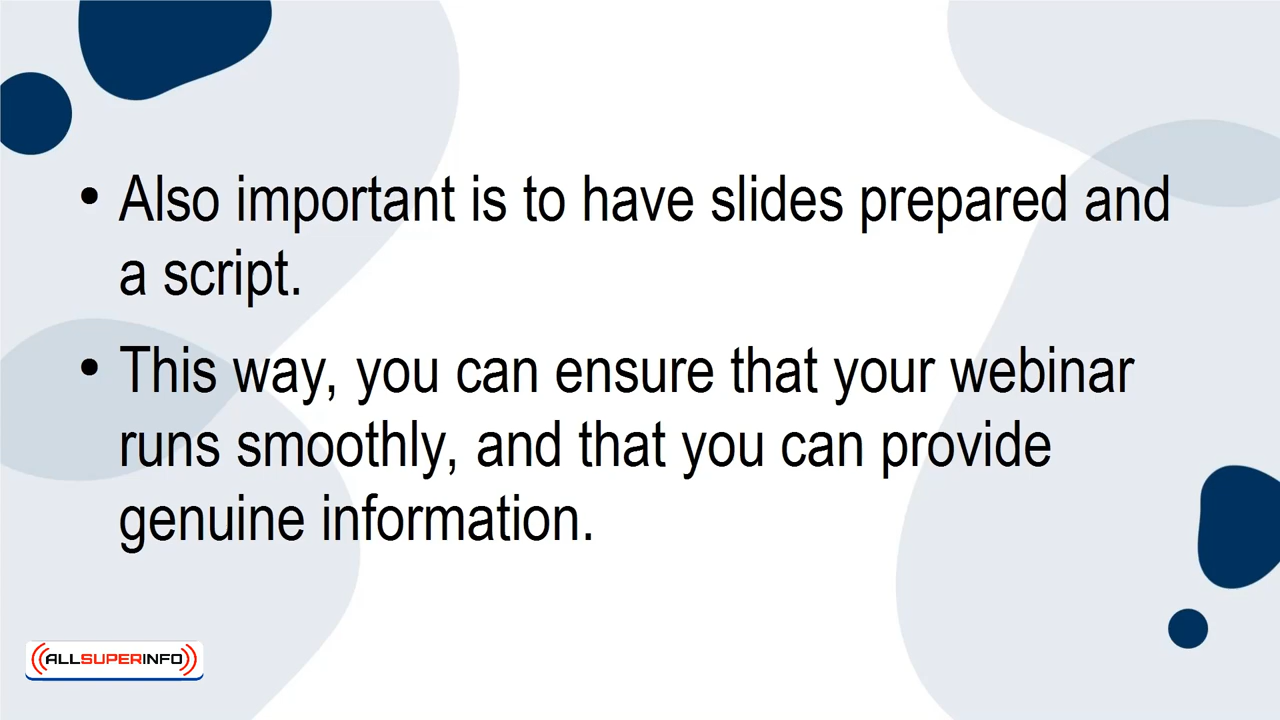 • Also important is to have slides prepared and
a script.
• This way, you can ensure that your webinar
runs smoothly, and that you can provide
genuine information.
ALLSUPERINFO